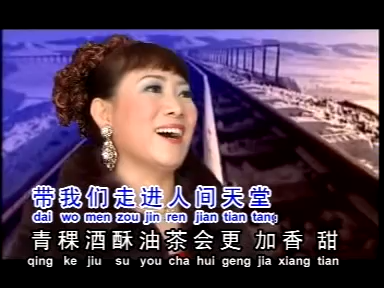 带我们走进人间天堂
dai wo men zou jin ren jian tian tang
青稞酒酥油茶会更 加香 甜
qing ke jiu su you cha hui geng jia xiang tian